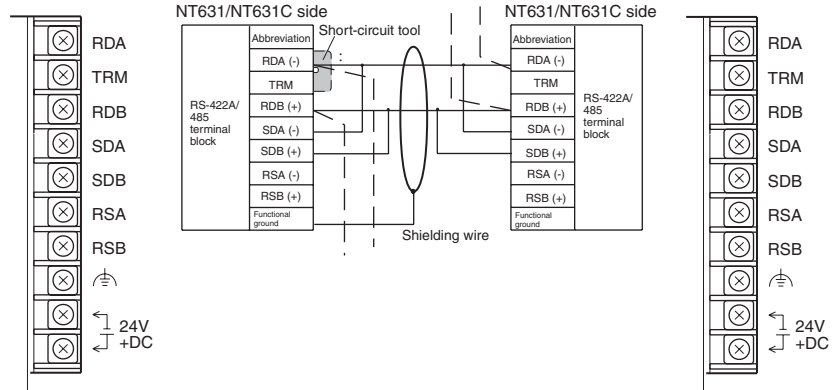 RDA
TRM
RDB
SDA
SDB
RSA
RSB
24V
+DC
NT631/NT631C side
Short-circuit tool
:
RS-422A/
485
terminal
block
Abbreviation
RDA (-)
TRM
RDB (+)
SDA (-)
SDB (+)
RSA (-)
RSB (+)
Functional
ground
Shielding wire
NT631/NT631C side
Abbreviation
RDA (-)
TRM
RDB (+)
SDA (-)
SDB (+)
RSA (-)
RSB (+)
Functional
ground
RS-422A/
485
terminal
block
RDA
TRM
RDB
SDA
SDB
RSA
RSB
24V
+DC